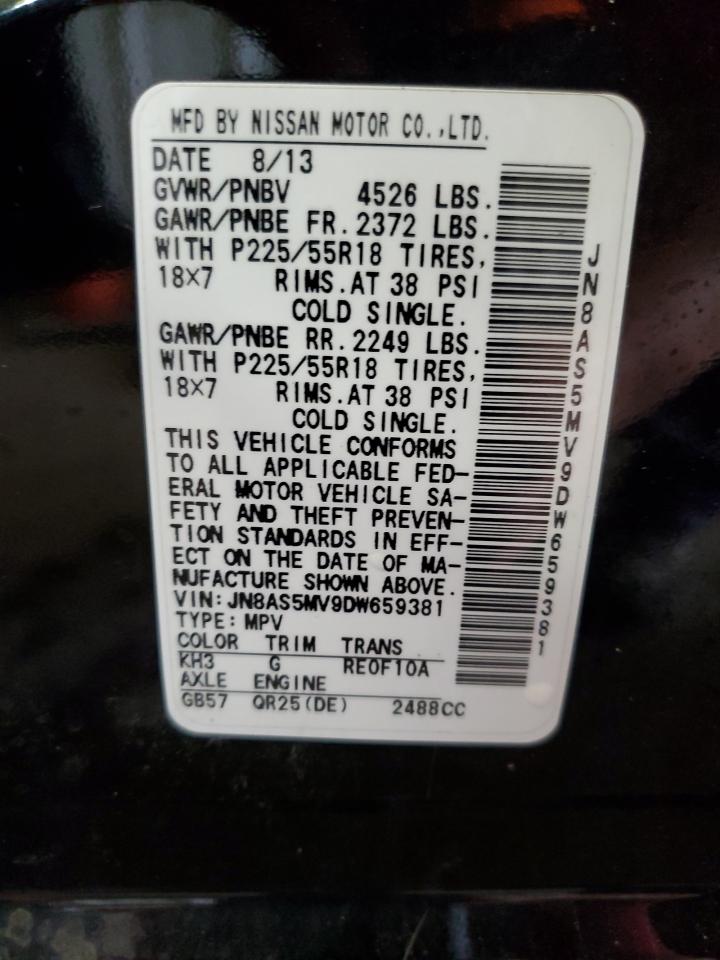 MFD BY NISSAN MOTOR CO.,LTD.
DATE 8/13
GVWR/PNBV 4526 LBS.
GAWR/PNBE FR. 2372 LBS.
WITH P225/55R18 TIRES,
18X7 RIMS. AT 38 PSI
COLD SINGLE.
GAWR/PNBE RR. 2249 LBS.
WITH P225/55R18 TIRES,
18X7 RIMS. AT 38 PSI
COLD SINGLE.
THIS VEHICLE CONFORMS
TO ALL APPLICABLE FED-
ERAL MOTOR VEHICLE SA-
FETY AND THEFT PREVEN-
TION STANDARDS IN EFF-
ECT ON THE DATE OF MA-
NUFACTURE SHOWN ABOVE.
VIN: JN8AS5MV9DW659381
TYPE: MPV
COLOR TRIM TRANS
KH3 G RE0F10A
AXLE ENGINE
GB57 QR25(DE) 2488CC
JN8AS5MV9DW659381